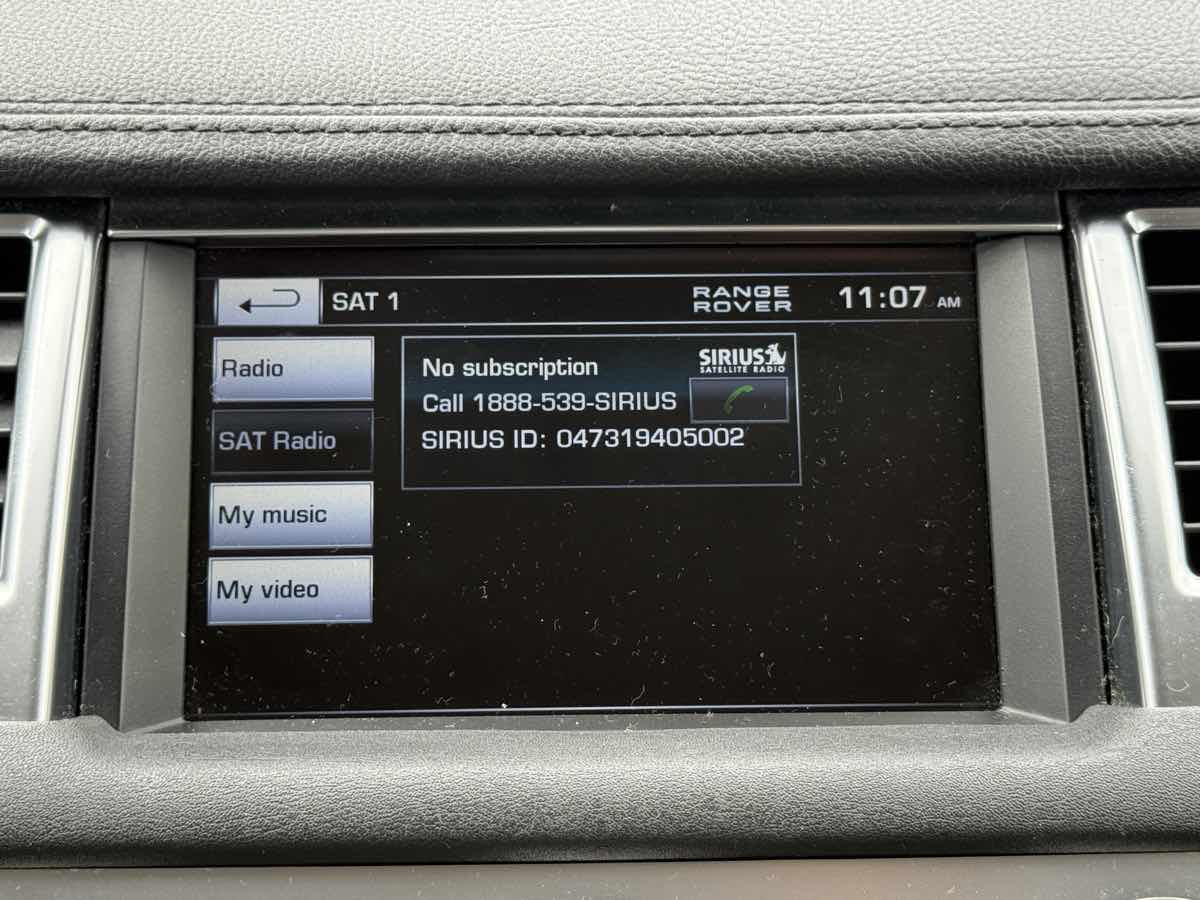 SAT 1
RANGE
ROVER
11:07 AM
Radio
SAT Radio
My music
My video
No subscription
SIRIUS
SATELLITE RADIO
Call 1888-539-SIRIUS
SIRIUS ID: 047319405002